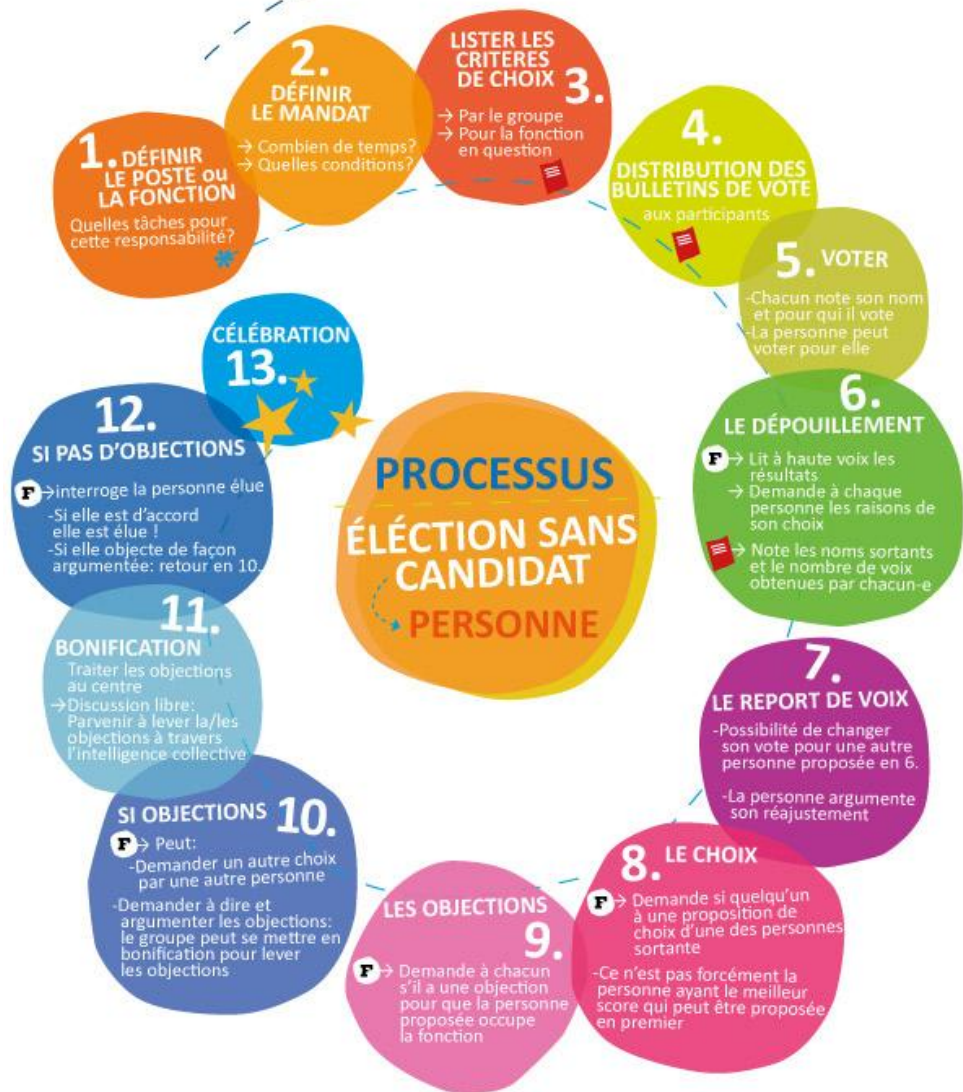 1. DÉFINIR
LE POSTE ou
LA FONCTION
Quelles tâches pour
cette responsabilité?
2.
DÉFINIR
LE MANDAT
→ Combien de temps?
→ Quelles conditions?
LISTER LES
CRITERES
DE CHOIX
3.
→ Par le groupe
→ Pour la fonction
en question
4.
DISTRIBUTION DES
BULLETINS DE VOTE
aux participants
5. VOTER
-Chacun note son nom
et pour qui il vote
-La personne peut
voter pour elle
6.
LE DÉPOUILLEMENT
F → Lit à haute voix les
résultats
→ Demande à chaque
personne les raisons de
son choix
→ Note les noms sortants
et le nombre de voix
obtenues par chacun-e
7.
LE REPORT DE VOIX
-Possibilité de changer
son vote pour une autre
personne proposée en 6.
-La personne argumente
son réajustement
8. LE CHOIX
F → Demande si quelqu'un
à une proposition de
choix d'une des personnes
sortante
-Ce n'est pas forcément la
personne ayant le meilleur
score qui peut être proposée
en premier
LES OBJECTIONS
9.
F → Demande à chacun
s'il a une objection
pour que la personne
proposée occupe
la fonction
SI OBJECTIONS 10.
F → Peut:
-Demander un autre choix
par une autre personne
-Demander à dire et
argumenter les objections:
le groupe peut se mettre en
bonification pour lever
les objections
11.
BONIFICATION
Traiter les objections
au centre
→Discussion libre:
Parvenir à lever la/les
objections à travers
l'intelligence collective
12.
SI PAS D'OBJECTIONS
F →interroge la personne élue
-Si elle est d'accord
elle est élue !
-Si elle objecte de façon
argumentée: retour en 10.
CÉLÉBRATION
13.
PROCESSUS
ÉLÉCTION SANS
CANDIDAT
PERSONNE